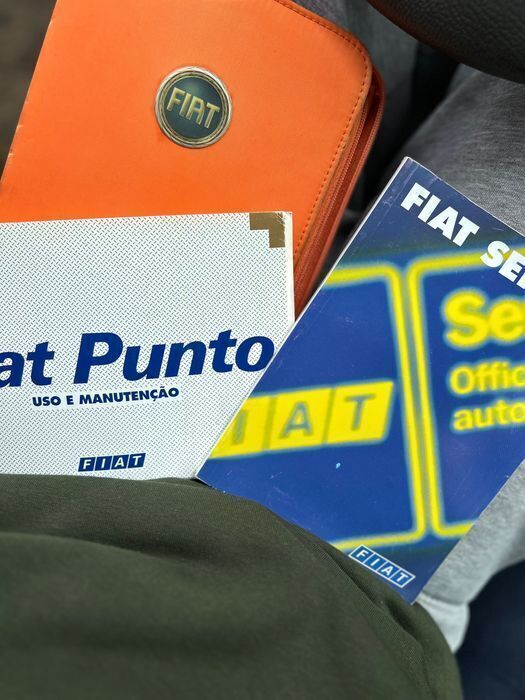 FIAT
at Punto
USO E MANUTENÇÃO
FIAT
FIAT SE
Se
Offic
auto
IAT
FIAT